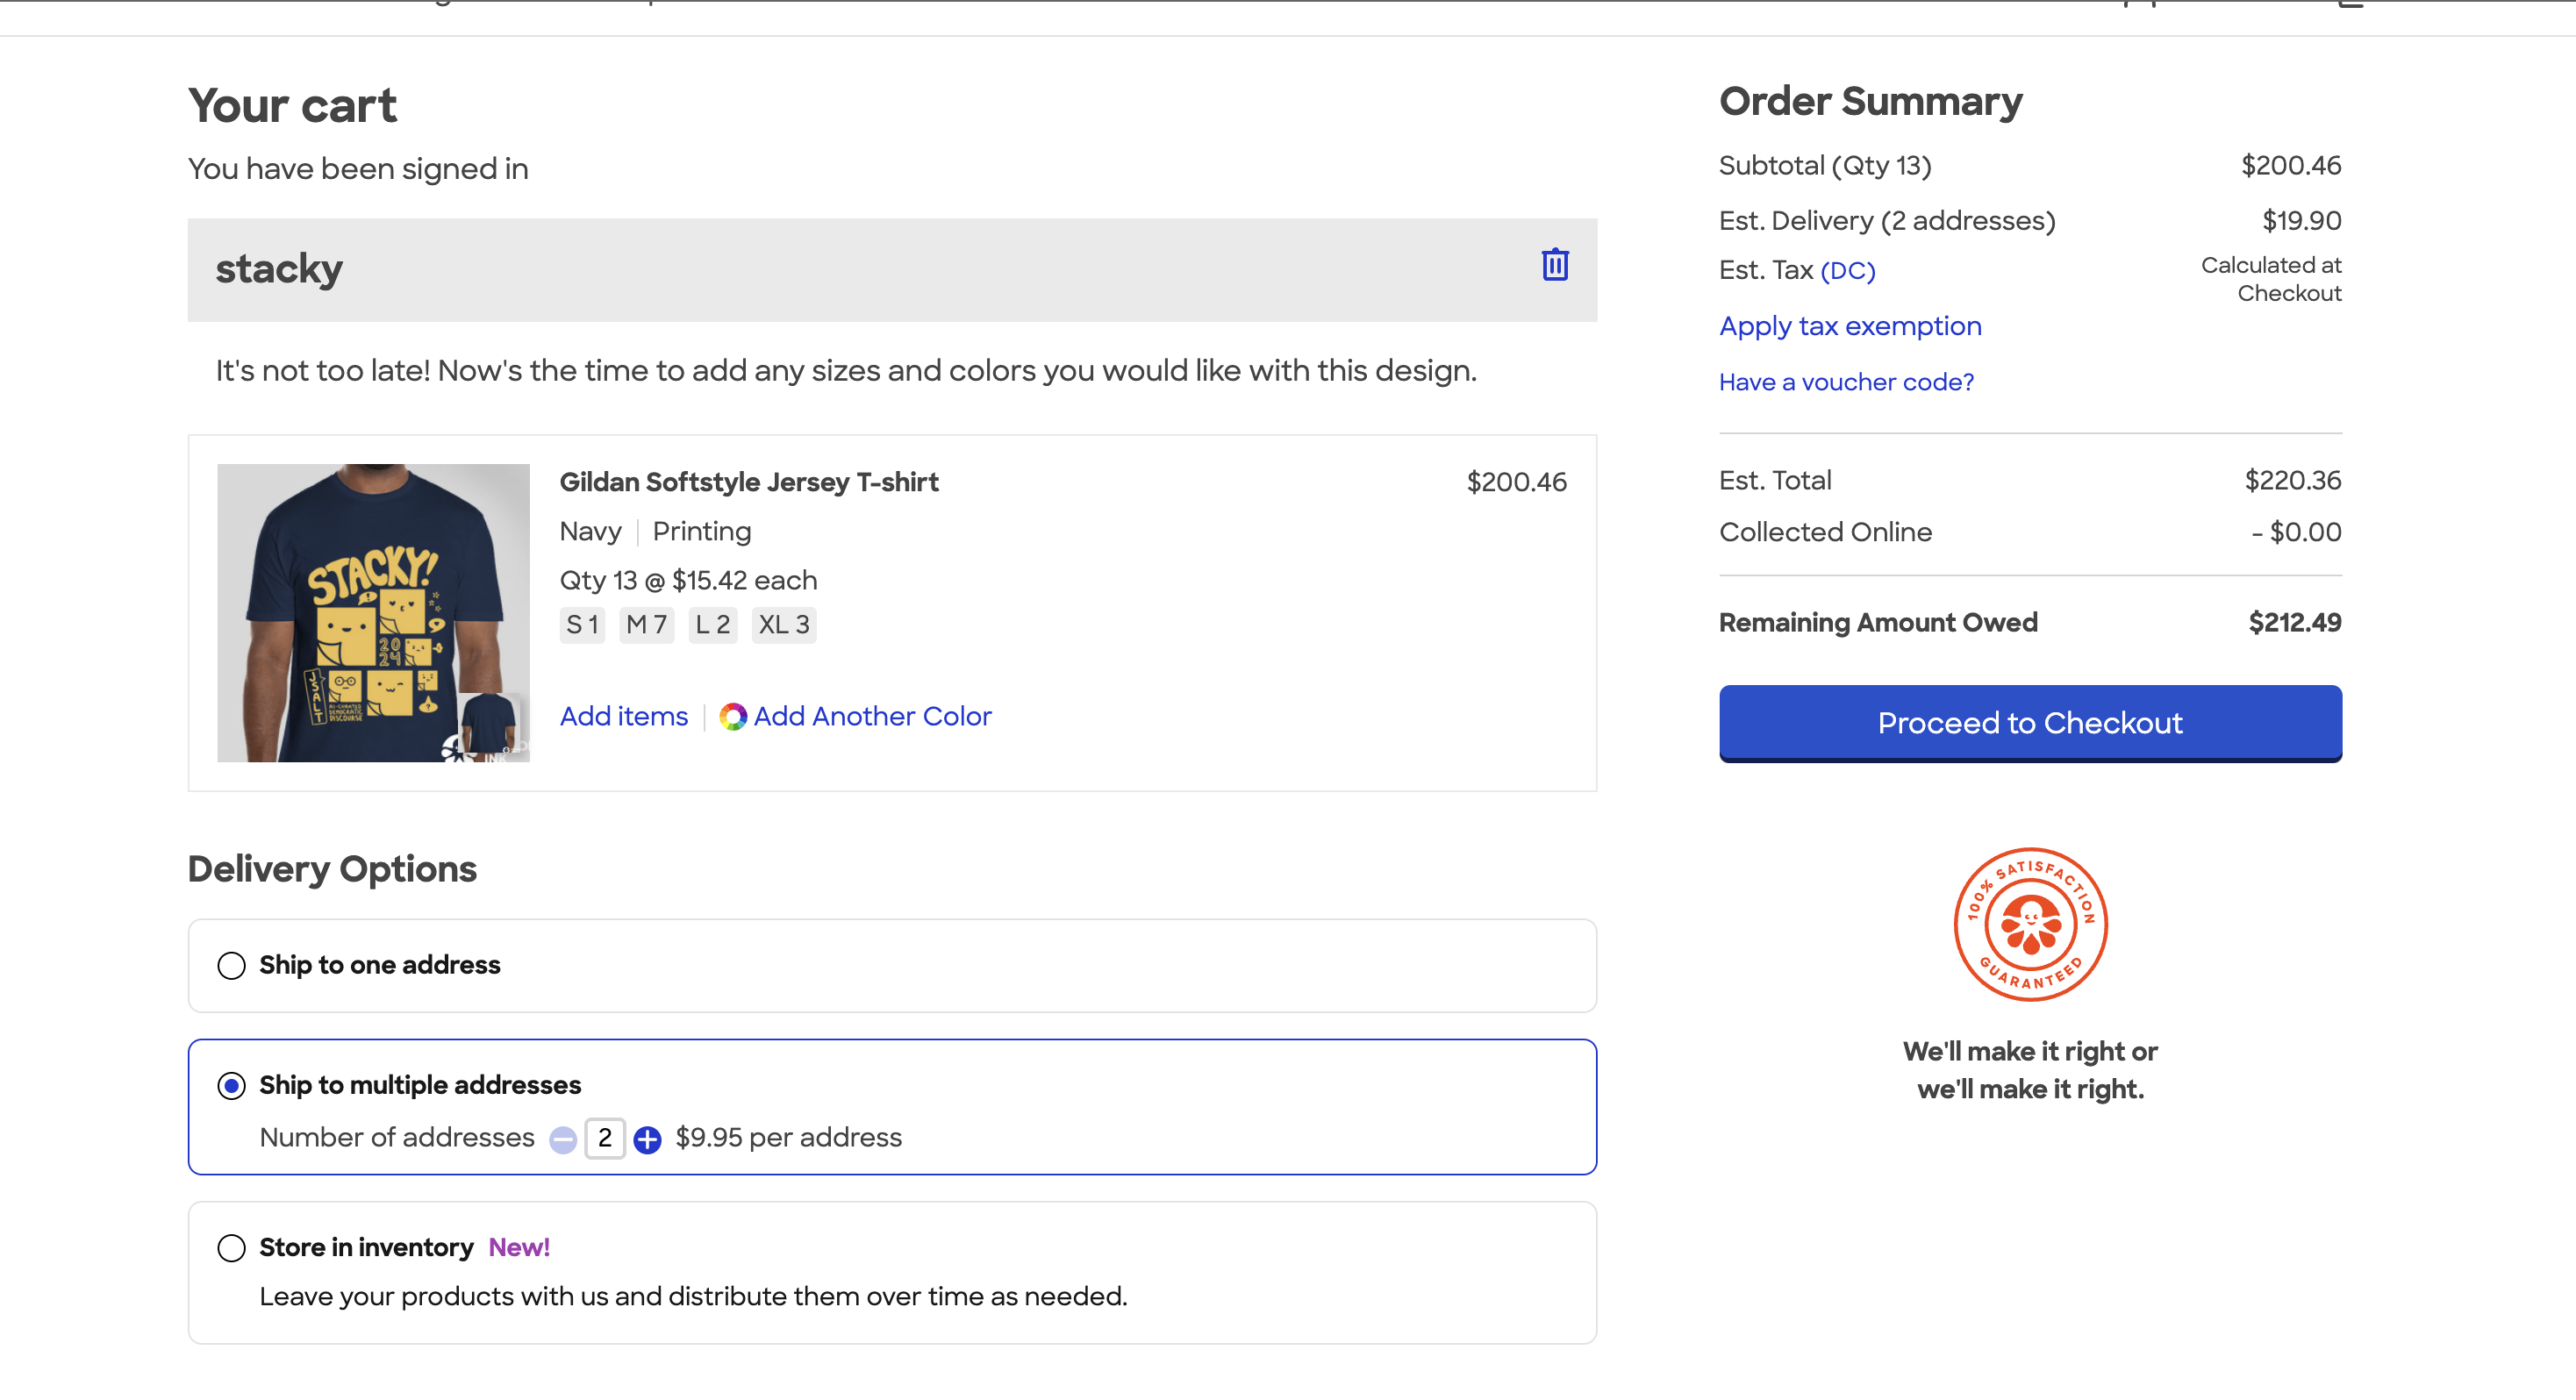 Your cart
You have been signed in
stacky
It's not too late! Now's the time to add any sizes and colors you would like with this design.
STACKY!
20
24
JSALT
AI-CURATED
DEMOCRATIC
DISCOURSE
Gildan Softstyle Jersey T-shirt
$200.46
Navy | Printing
Qty 13 @ $15.42 each
S 1 M 7 L 2 XL 3
Add items | Add Another Color
Delivery Options
Ship to one address
Ship to multiple addresses
Number of addresses 2 $9.95 per address
Store in inventory New!
Leave your products with us and distribute them over time as needed.
Order Summary
Subtotal (Qty 13) $200.46
Est. Delivery (2 addresses) $19.90
Est. Tax (DC) Calculated at
Checkout
Apply tax exemption
Have a voucher code?
Est. Total $220.36
Collected Online - $0.00
Remaining Amount Owed $212.49
Proceed to Checkout
100% SATISFACTION
GUARANTEED
We'll make it right or
we'll make it right.